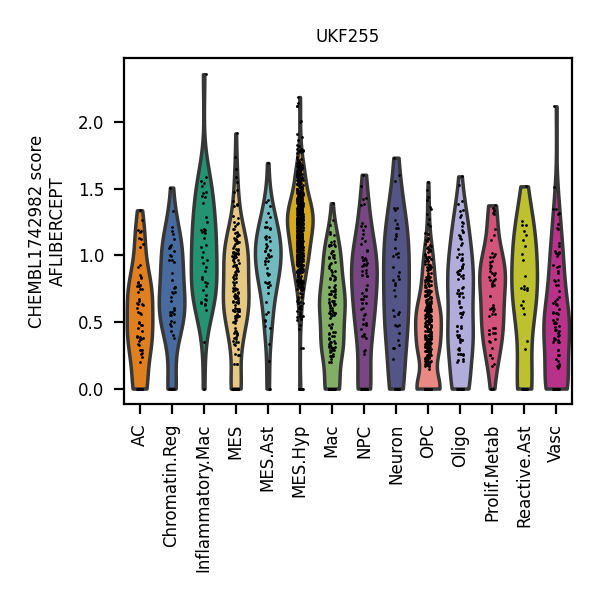 UKF255
CHEMBL1742982 score
AFLIBERCEPT
2.0
1.5
1.0
0.5
0.0
AC
Chromatin.Reg
Inflammatory.Mac
MES
MES.Ast
MES.Hyp
Mac
NPC
Neuron
OPC
Oligo
Prolif.Metab
Reactive.Ast
Vasc